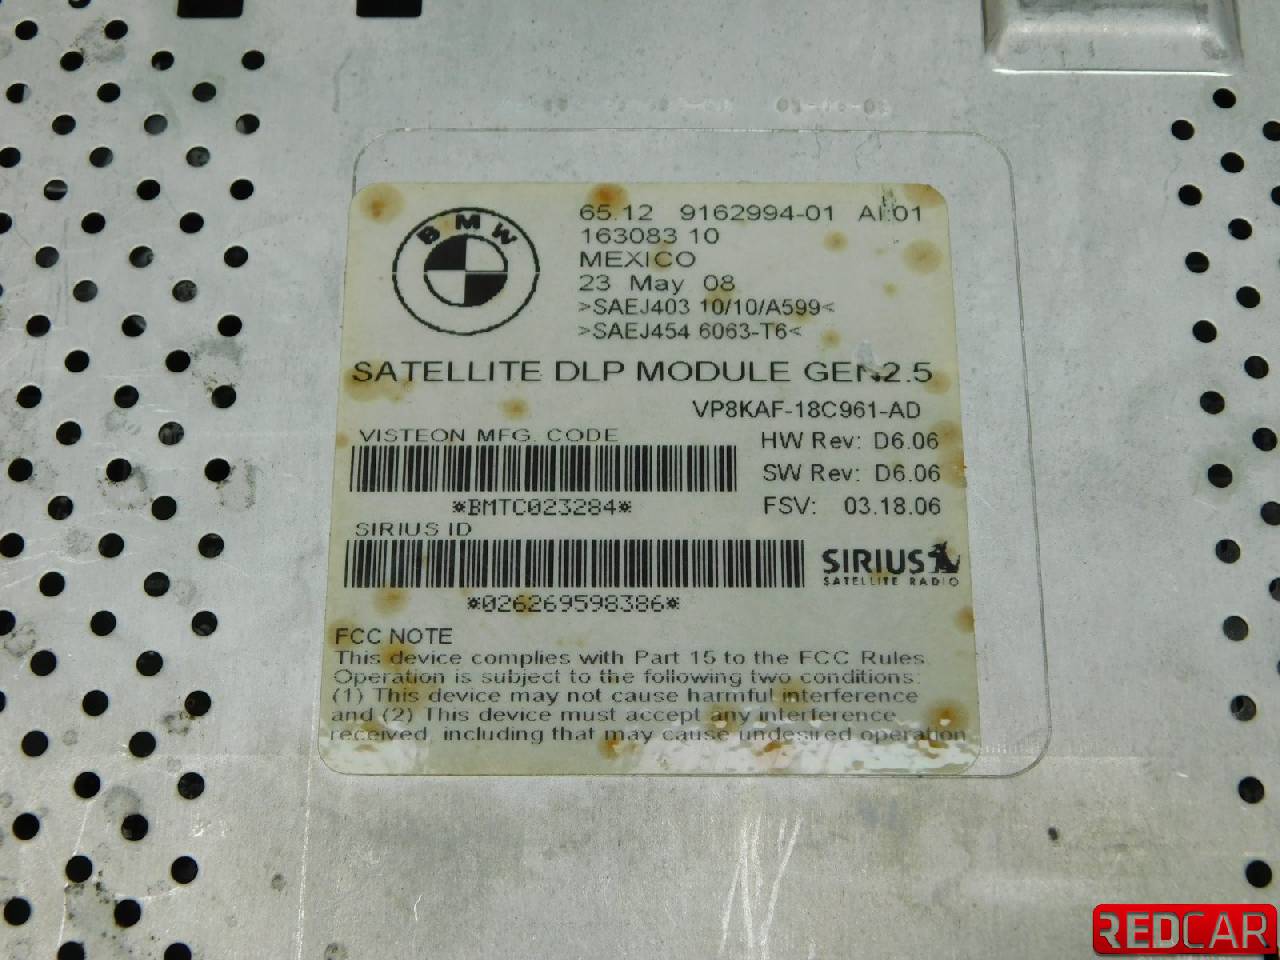 BMW
65.12 9162994-01 AI:01
163083 10
MEXICO
23 May 08
>SAEJ403 10/10/A599<
>SAEJ454 6063-T6<
SATELLITE DLP MODULE GEN2.5
VP8KAF-18C961-AD
VISTEON MFG. CODE
HW Rev: D6.06
SW Rev: D6.06
*BMTC023284*
FSV: 03.18.06
SIRIUS ID
SIRIUS
SATELLITE RADIO
*026269598386*
FCC NOTE
This device complies with Part 15 to the FCC Rules.
Operation is subject to the following two conditions:
(1) This device may not cause harmful interference
and (2) This device must accept any interference
received, including that may cause undesired operation
REDCAR